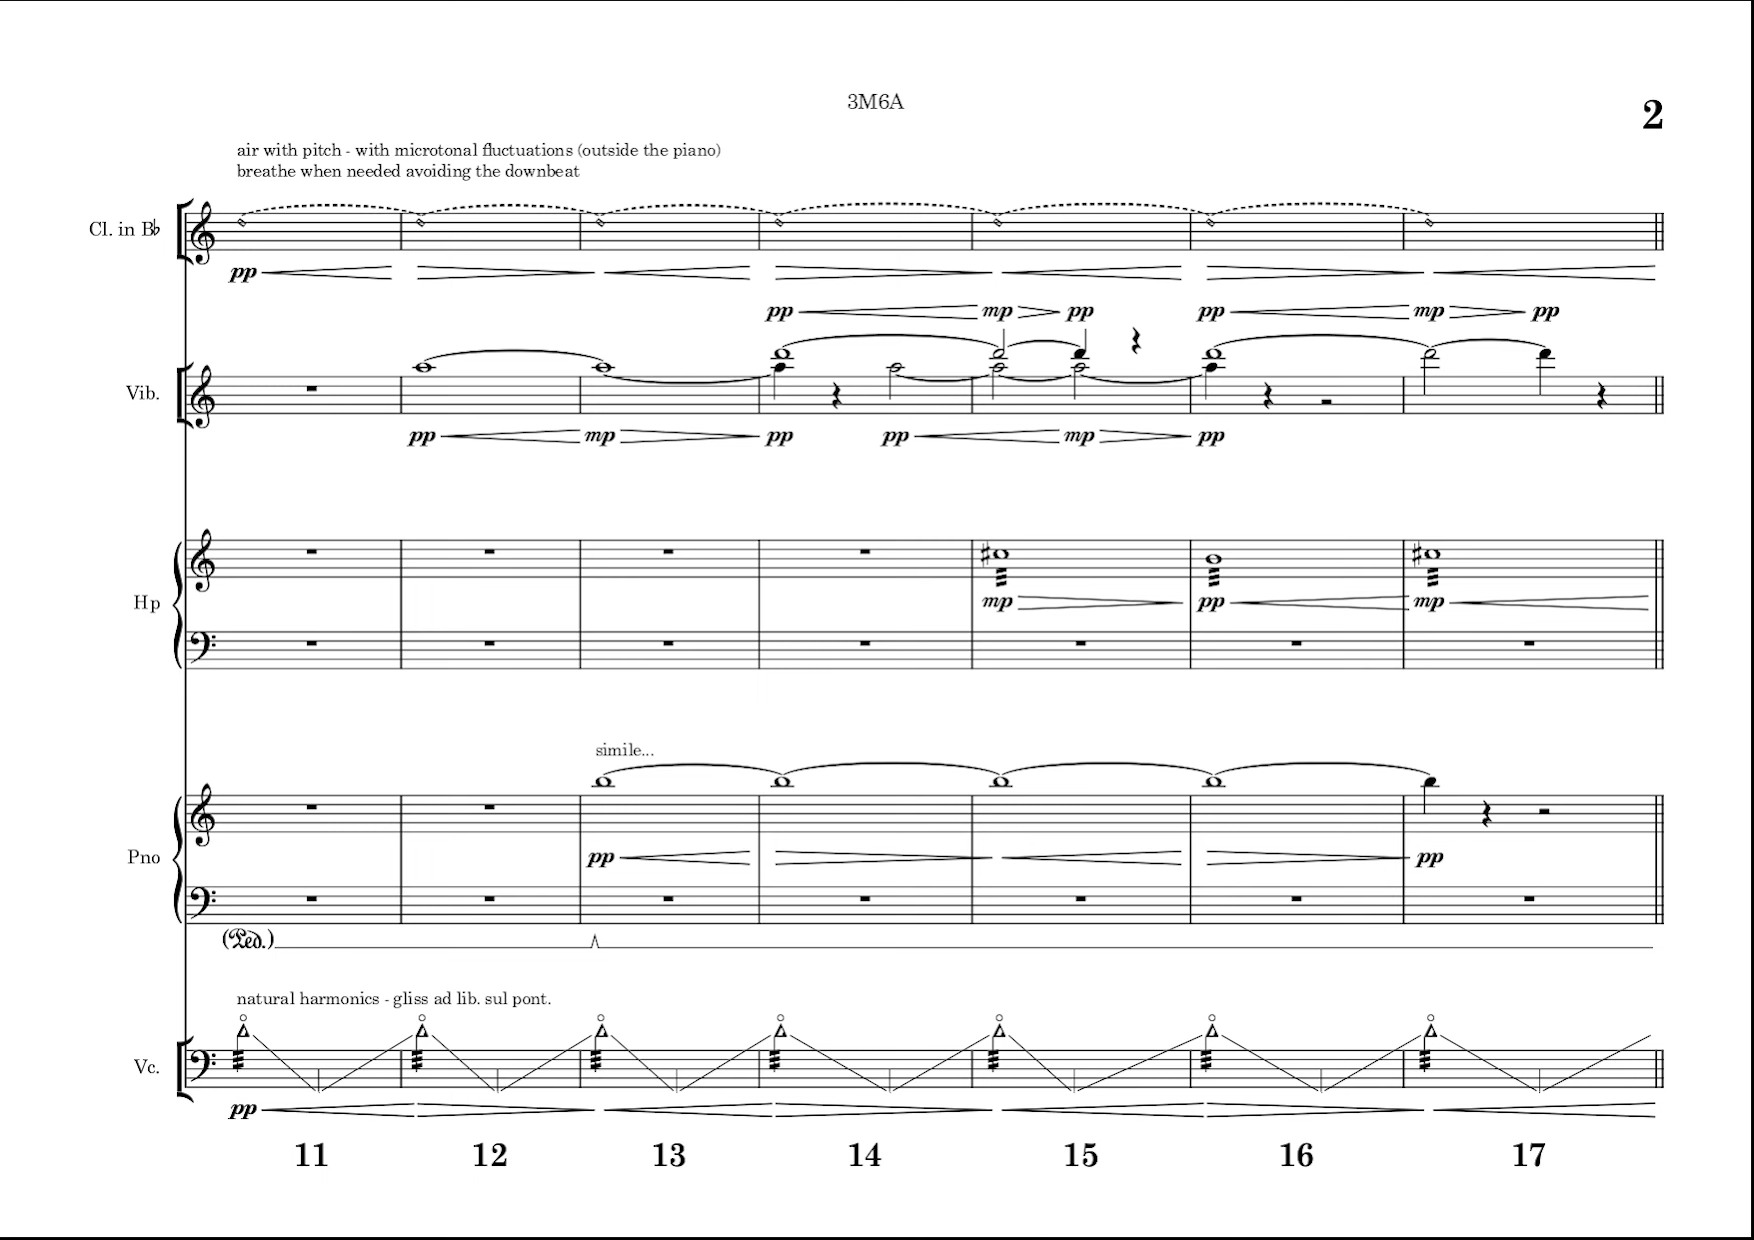 3M6A
2
air with pitch - with microtonal fluctuations (outside the piano)
breathe when needed avoiding the downbeat
Cl. in B♭
pp
pp mp pp pp mp pp
Vib.
pp mp pp pp mp pp
Hp
mp pp mp
simile...
Pno
pp pp
(Ped.)
natural harmonics - gliss ad lib. sul pont.
Vc.
pp
11 12 13 14 15 16 17